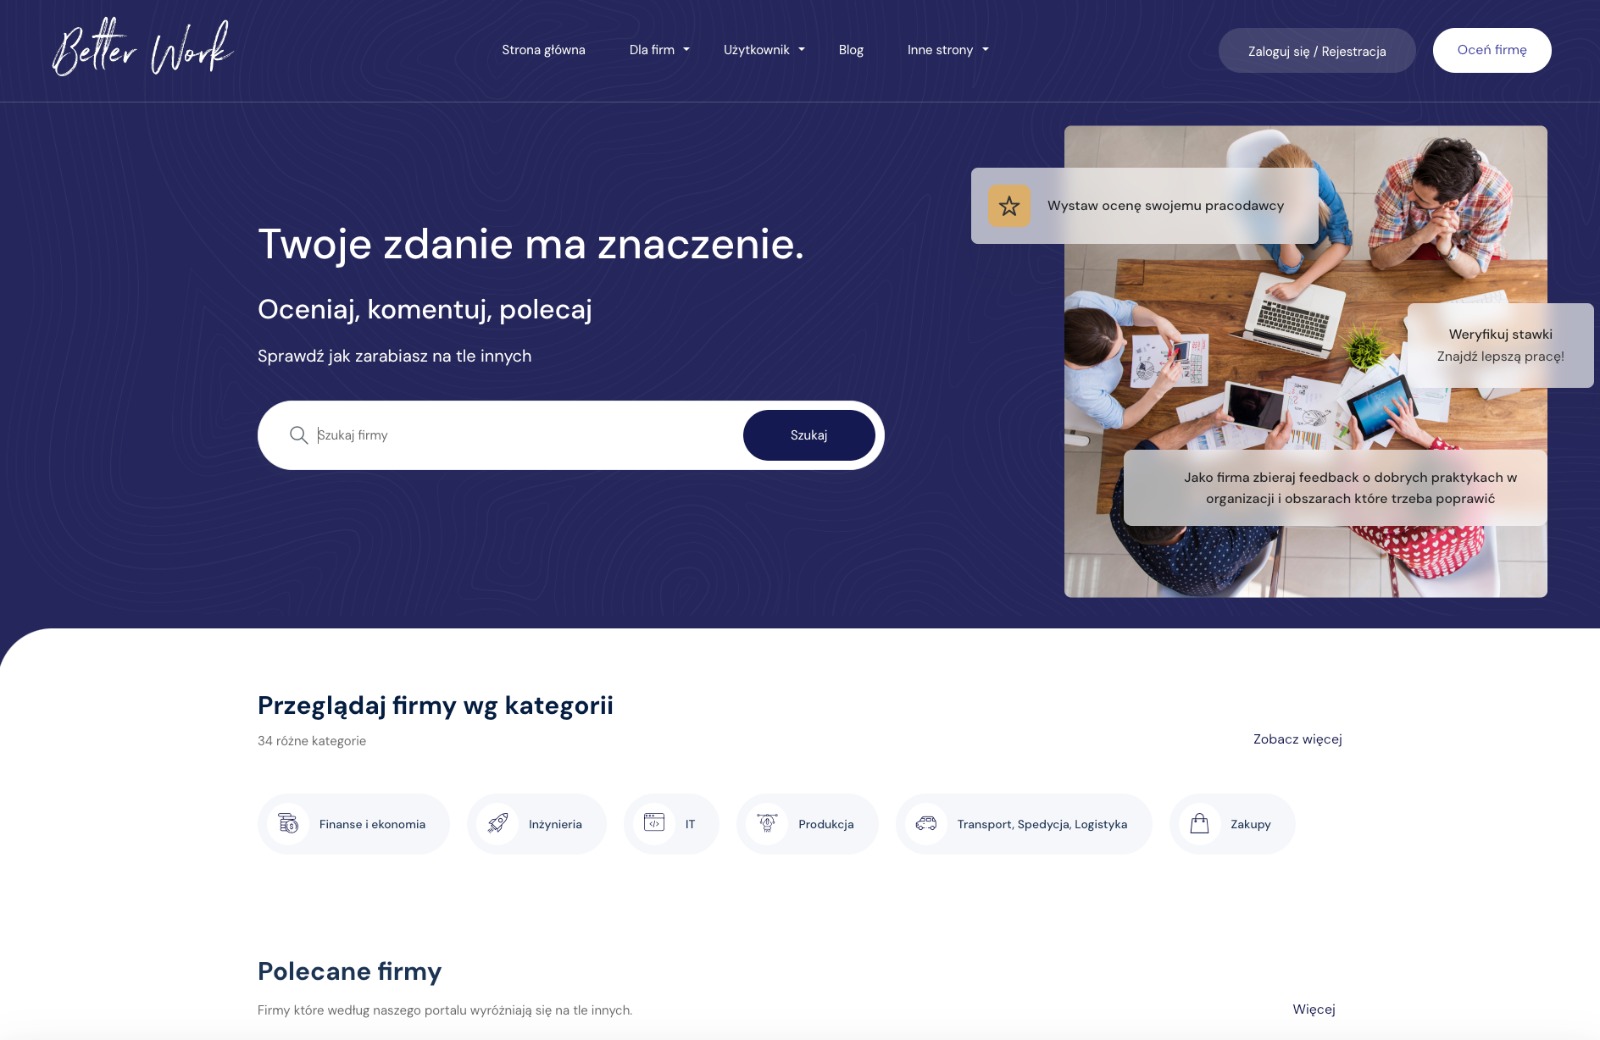 Better Work
Strona główna
Dla firm
Użytkownik
Blog
Inne strony
Zaloguj się / Rejestracja
Oceń firmę
Twoje zdanie ma znaczenie.
Oceniaj, komentuj, polecaj
Sprawdź jak zarabiasz na tle innych
Szukaj firmy
Szukaj
Wystaw ocenę swojemu pracodawcy
Weryfikuj stawki
Znajdź lepszą pracę!
Jako firma zbieraj feedback o dobrych praktykach w
organizacji i obszarach które trzeba poprawić
Przeglądaj firmy wg kategorii
34 różne kategorie
Zobacz więcej
Finanse i ekonomia
Inżynieria
IT
Produkcja
Transport, Spedycja, Logistyka
Zakupy
Polecane firmy
Firmy które według naszego portalu wyróżniają się na tle innych.
Więcej